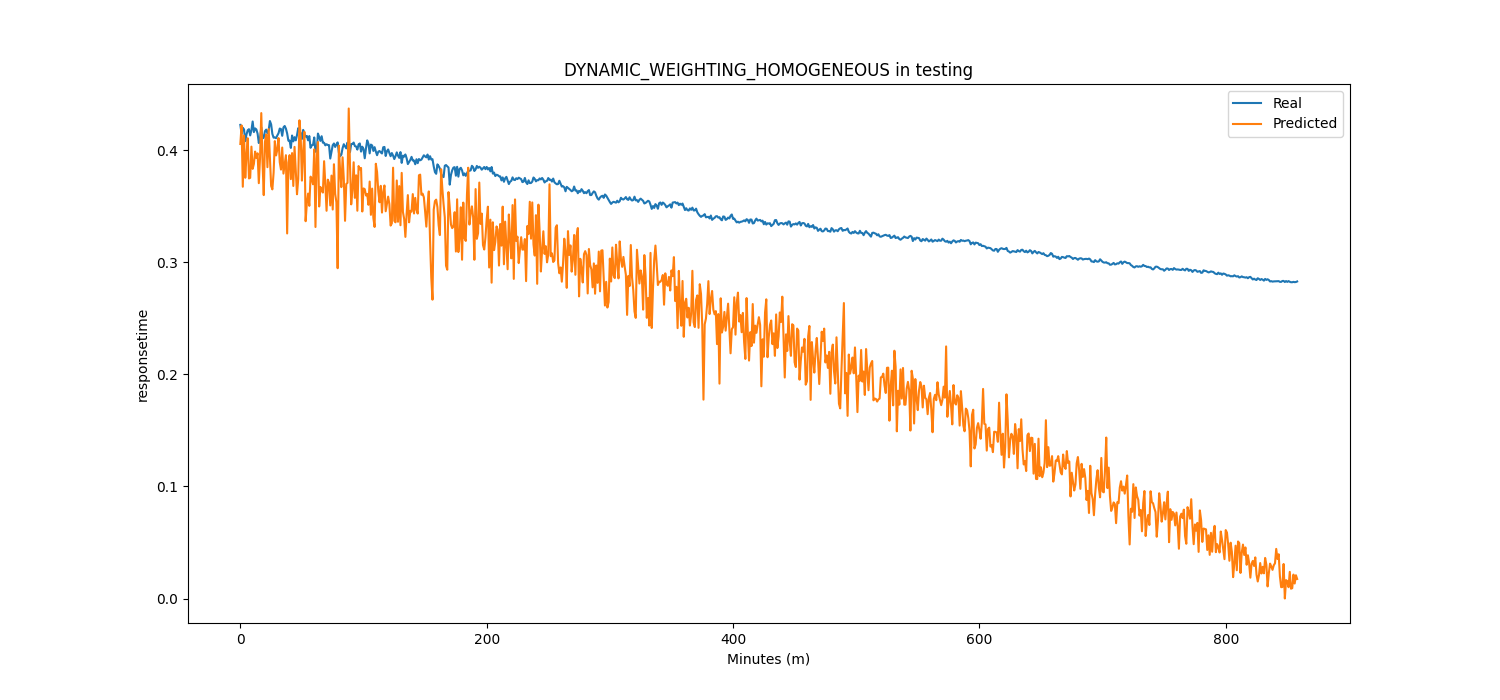 DYNAMIC_WEIGHTING_HOMOGENEOUS in testing
Real
Predicted
0.4
0.3
0.2
0.1
0.0
responsetime
0 200 400 600 800
Minutes (m)